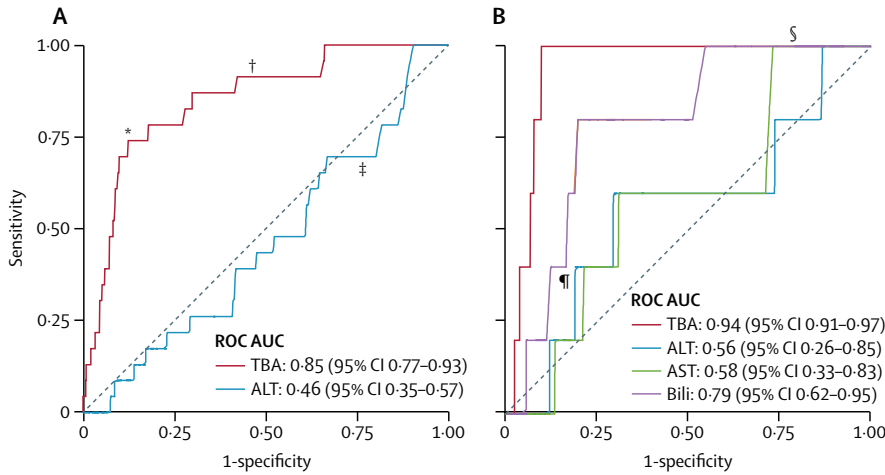 A
B
§
1·00
†
*
0·75
‡
Sensitivity
0·50
¶
0·25
ROC AUC
TBA: 0·85 (95% CI 0·77–0·93)
ALT: 0·46 (95% CI 0·35–0·57)
ROC AUC
TBA: 0·94 (95% CI 0·91–0·97)
ALT: 0·56 (95% CI 0·26–0·85)
AST: 0·58 (95% CI 0·33–0·83)
Bili: 0·79 (95% CI 0·62–0·95)
0
0 0·25 0·50 0·75 1·00
0 0·25 0·50 0·75 1·00
1-specificity
1-specificity